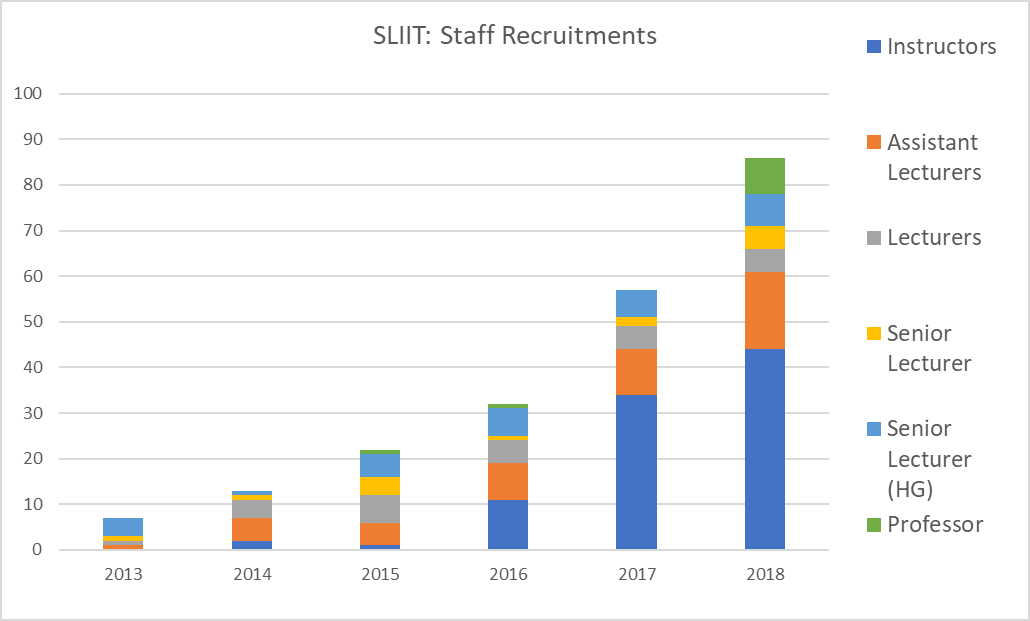 SLIIT: Staff Recruitments
100
90
80
70
60
50
40
30
20
10
0
2013 2014 2015 2016 2017 2018
Instructors
Assistant
Lecturers
Lecturers
Senior
Lecturer
Senior
Lecturer
(HG)
Professor